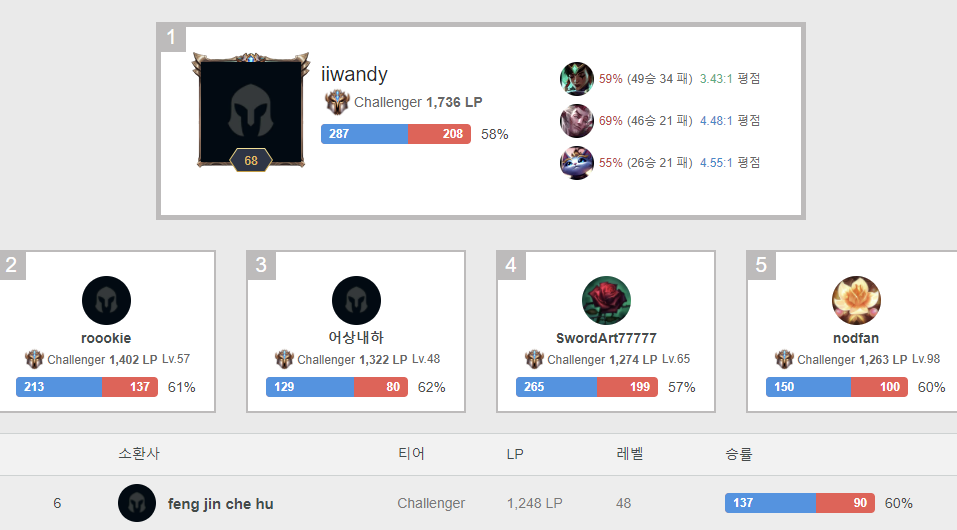 1
iiwandy
Challenger 1,736 LP
287 208 58%
68
59% (49승 34 패) 3.43:1 평점
69% (46승 21 패) 4.48:1 평점
55% (26승 21 패) 4.55:1 평점
2
roookie
Challenger 1,402 LP Lv.57
213 137 61%
3
어상내하
Challenger 1,322 LP Lv.48
129 80 62%
4
SwordArt77777
Challenger 1,274 LP Lv.65
265 199 57%
5
nodfan
Challenger 1,263 LP Lv.98
150 100 60%
소환사 티어 LP 레벨 승률
6 feng jin che hu Challenger 1,248 LP 48 137 90 60%